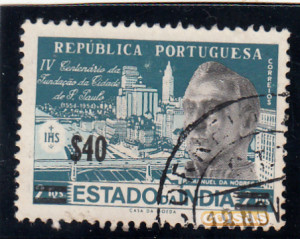 REPÚBLICA PORTUGUESA
IV Centenário da
Fundação da Cidade
de S. Paulo
1554-1954
CORREIOS
IHS
$40
MANUEL DA NÓBREGA
ESTADO DA INDIA
CASA DA MOEDA